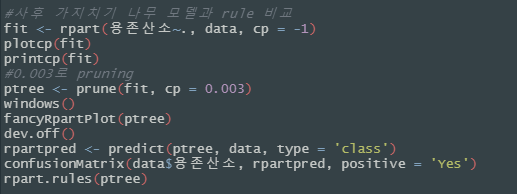 #사후 가지치기 나무 모델과 rule 비교
fit <- rpart(용존산소~., data, cp = -1)
plotcp(fit)
printcp(fit)
#0.003로 pruning
ptree <- prune(fit, cp = 0.003)
windows()
fancyRpartPlot(ptree)
dev.off()
rpartpred <- predict(ptree, data, type = 'class')
confusionMatrix(data$용존산소, rpartpred, positive = 'Yes')
rpart.rules(ptree)